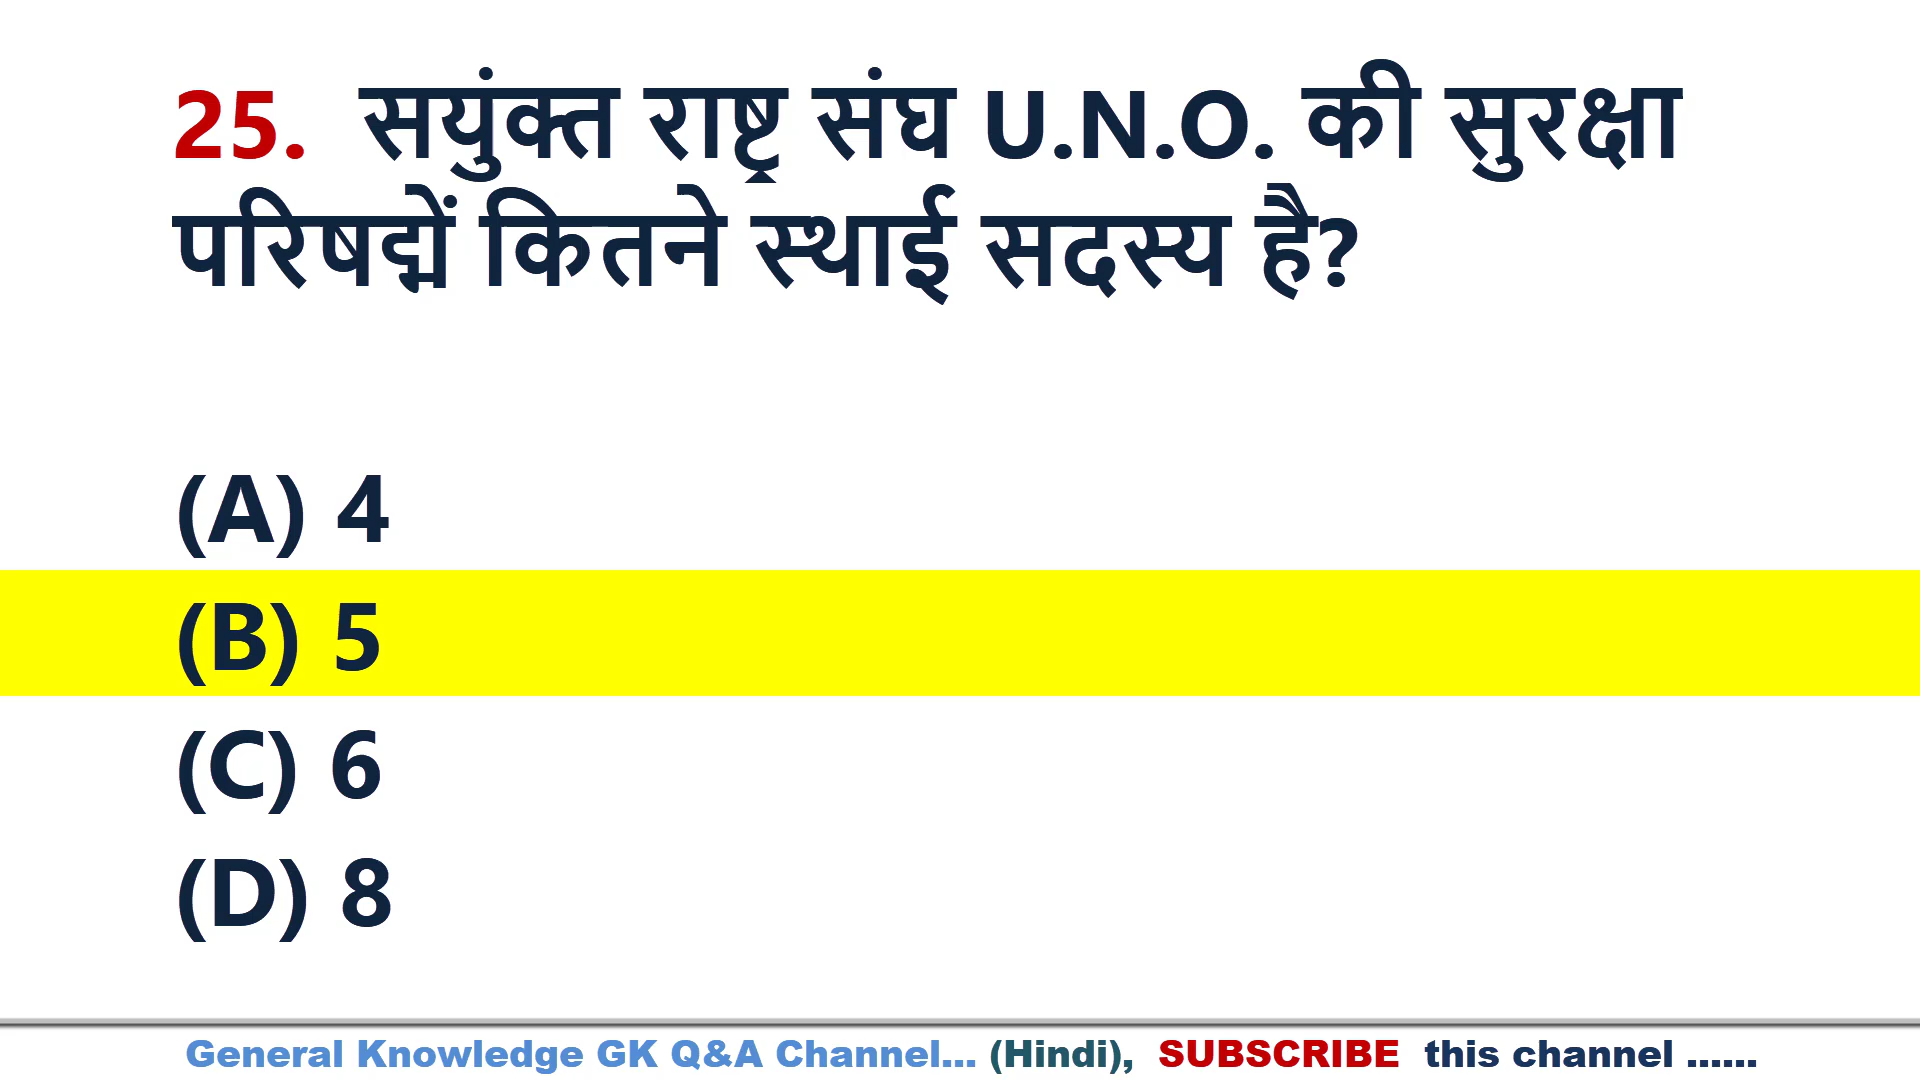 25. सयुंक्त राष्ट्र संघ U.N.O. की सुरक्षा
परिषद्में कितने स्थाई सदस्य है?
(A) 4
(B) 5
(C) 6
(D) 8
General Knowledge GK Q&A Channel... (Hindi), SUBSCRIBE this channel ......